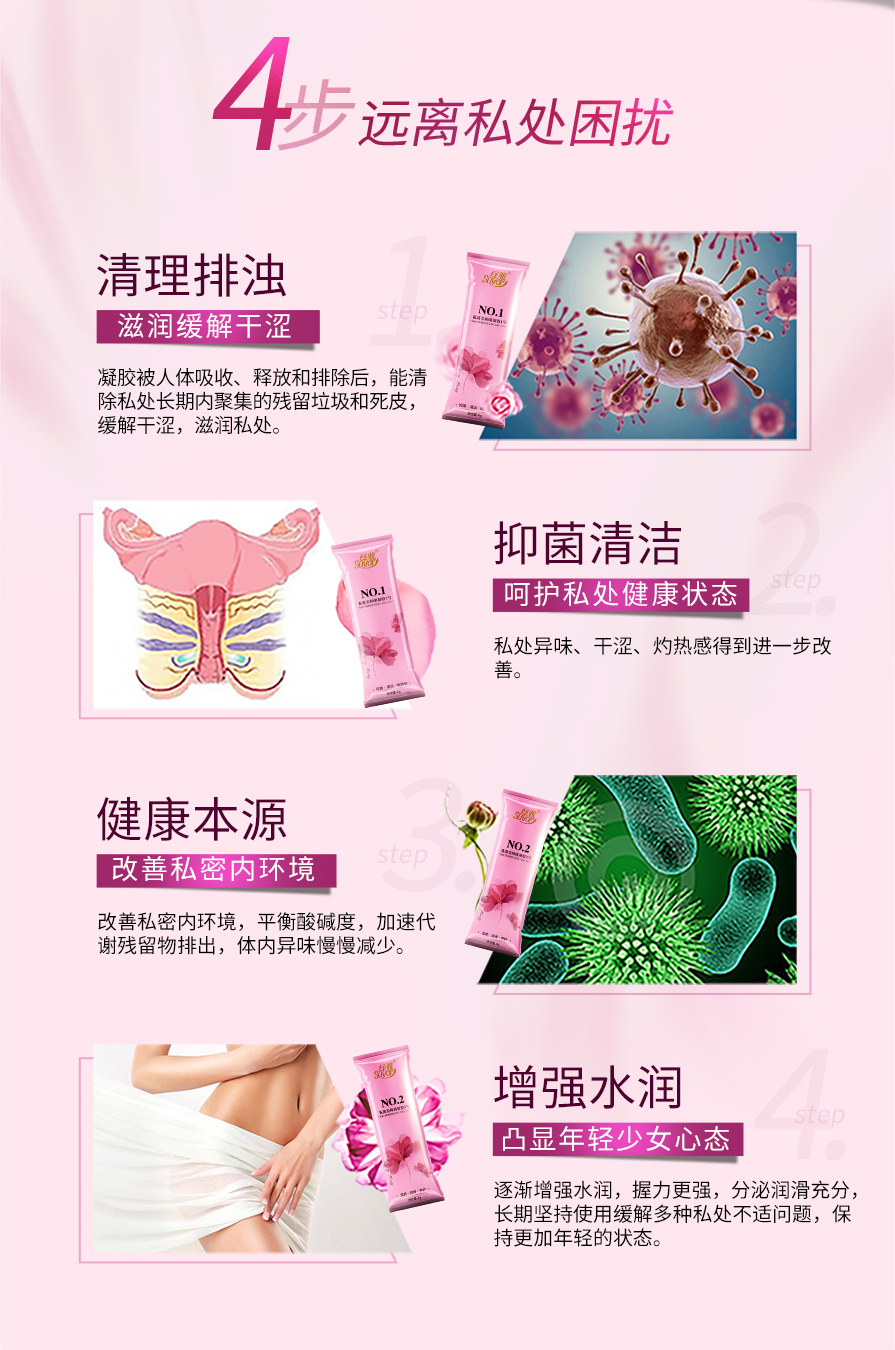 4步 远离私处困扰
1.
step
清理排浊
滋润缓解干涩
凝胶被人体吸收、释放和排除后，能清
除私处长期内聚集的残留垃圾和死皮，
缓解干涩，滋润私处。
NO.1
NO.1
2.
step
抑菌清洁
呵护私处健康状态
私处异味、干涩、灼热感得到进一步改
善。
3.
step
健康本源
改善私密内环境
改善私密内环境，平衡酸碱度，加速代
谢残留物排出，体内异味慢慢减少。
NO.2
NO.2
4.
step
增强水润
凸显年轻少女心态
逐渐增强水润，握力更强，分泌润滑充分，
长期坚持使用缓解多种私处不适问题，保
持更加年轻的状态。